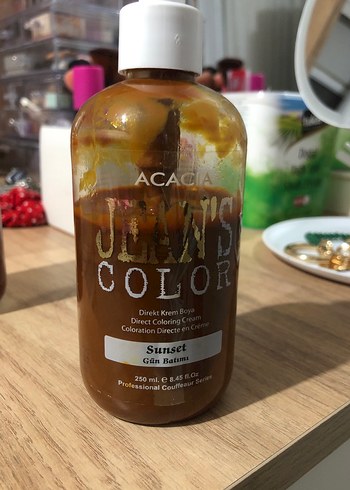 ACACIA
JEAN'S
COLOR
Direkt Krem Boya
Direct Coloring Cream
Coloration Directe en Crème
Sunset
Gün Batımı
250 ml. ℮ 8.45 fl.Oz
Professional Couffeur Series